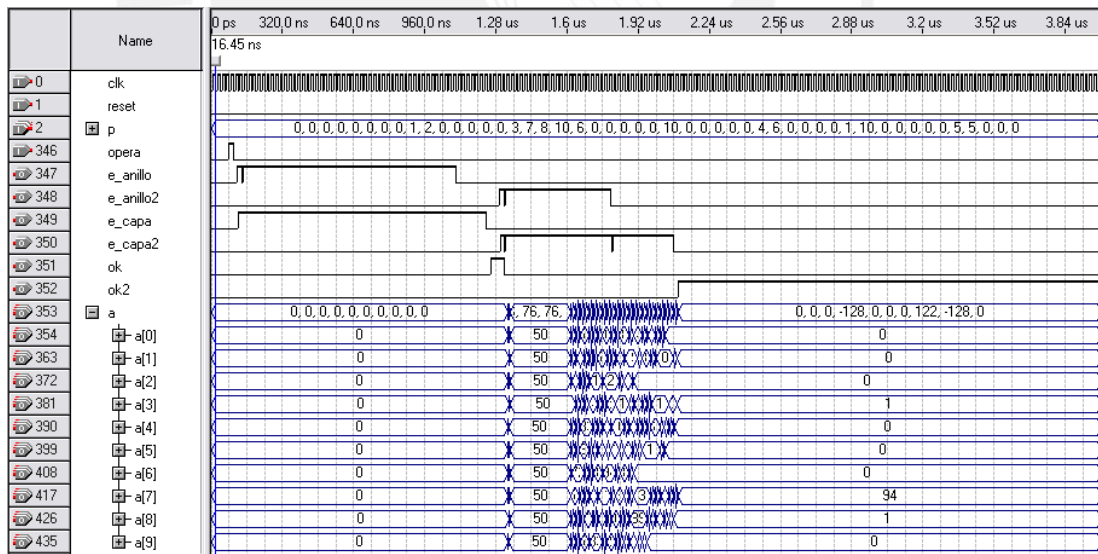 0 ps 320.0 ns 640.0 ns 960.0 ns 1.28 us 1.6 us 1.92 us 2.24 us 2.56 us 2.88 us 3.2 us 3.52 us 3.84 us
Name
16.45 ns
0 clk
1 reset
2 p 0, 0, 0, 0, 0, 0, 0, 0, 1, 2, 0, 0, 0, 0, 0, 3, 7, 8, 10, 6, 0, 0, 0, 0, 0, 10, 0, 0, 0, 0, 0, 4, 6, 0, 0, 0, 0, 1, 10, 0, 0, 0, 0, 0, 5, 5, 0, 0, 0
346 opera
347 e_anillo
348 e_anillo2
349 e_capa
350 e_capa2
351 ok
352 ok2
353 a 0, 0, 0, 0, 0, 0, 0, 0, 0, 0 , 76, 76, 0, 0, 0, -128, 0, 0, 0, 122, -128, 0
354 a[0] 0 50 0
363 a[1] 0 50 0 0
372 a[2] 0 50 1 2 0
381 a[3] 0 50 1 1 1
390 a[4] 0 50 0
399 a[5] 0 50 1 0
408 a[6] 0 50 0
417 a[7] 0 50 3 94
426 a[8] 0 50 1
435 a[9] 0 50 0